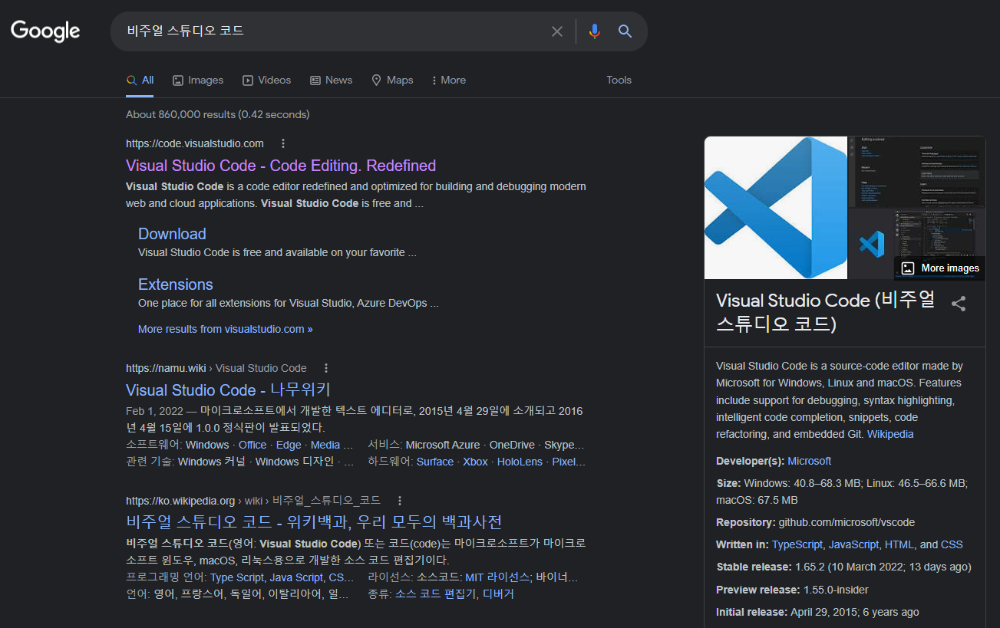 Google
비주얼 스튜디오 코드
All Images Videos News Maps More Tools
About 860,000 results (0.42 seconds)
https://code.visualstudio.com
Visual Studio Code - Code Editing. Redefined
Visual Studio Code is a code editor redefined and optimized for building and debugging modern
web and cloud applications. Visual Studio Code is free and ...
Download
Visual Studio Code is free and available on your favorite ...
Extensions
One place for all extensions for Visual Studio, Azure DevOps ...
More results from visualstudio.com »
https://namu.wiki › Visual Studio Code
Visual Studio Code - 나무위키
Feb 1, 2022 — 마이크로소프트에서 개발한 텍스트 에디터로, 2015년 4월 29일에 소개되고 2016
년 4월 15일에 1.0.0 정식판이 발표되었다.
소프트웨어: Windows · Office · Edge · Media ... 서비스: Microsoft Azure · OneDrive · Skype...
관련 기술: Windows 커널 · Windows 디자인 · ... 하드웨어: Surface · Xbox · HoloLens · Pixel...
https://ko.wikipedia.org › wiki › 비주얼_스튜디오_코드
비주얼 스튜디오 코드 - 위키백과, 우리 모두의 백과사전
비주얼 스튜디오 코드(영어: Visual Studio Code) 또는 코드(code)는 마이크로소프트가 마이크로
소프트 윈도우, macOS, 리눅스용으로 개발한 소스 코드 편집기이다.
프로그래밍 언어: Type Script, Java Script, CS... 라이선스: 소스코드: MIT 라이선스; 바이너...
언어: 영어, 프랑스어, 독일어, 이탈리아어, 일... 종류: 소스 코드 편집기, 디버거
More images
Visual Studio Code (비주얼
스튜디오 코드)
Visual Studio Code is a source-code editor made by
Microsoft for Windows, Linux and macOS. Features
include support for debugging, syntax highlighting,
intelligent code completion, snippets, code
refactoring, and embedded Git. Wikipedia
Developer(s): Microsoft
Size: Windows: 40.8–68.3 MB; Linux: 46.5–66.6 MB;
macOS: 67.5 MB
Repository: github.com/microsoft/vscode
Written in: TypeScript, JavaScript, HTML, and CSS
Stable release: 1.65.2 (10 March 2022; 13 days ago)
Preview release: 1.55.0-insider
Initial release: April 29, 2015; 6 years ago